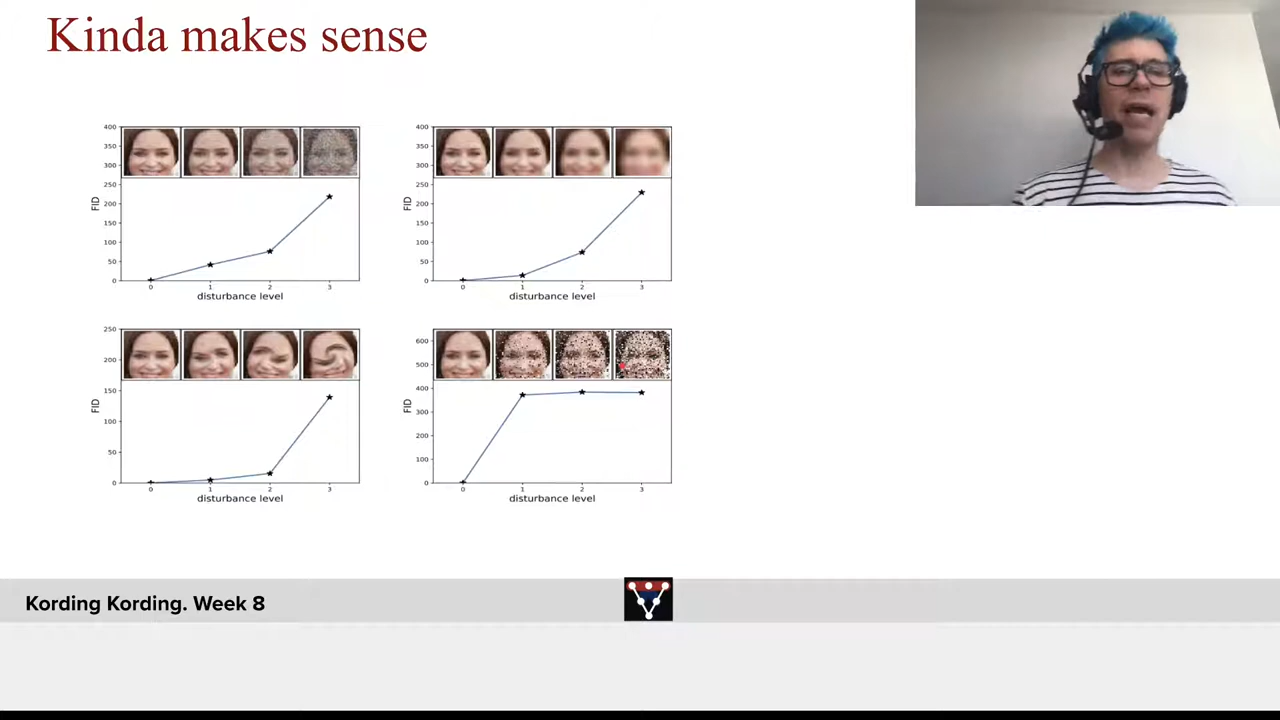 Kinda makes sense
400
350
300
250
200
150
100
50
0
FID
0 1 2 3
disturbance level
400
350
300
250
200
150
100
50
0
FID
0 1 2 3
disturbance level
250
200
150
100
50
0
FID
0 1 2 3
disturbance level
600
500
400
300
200
100
0
FID
0 1 2 3
disturbance level
Kording Kording. Week 8